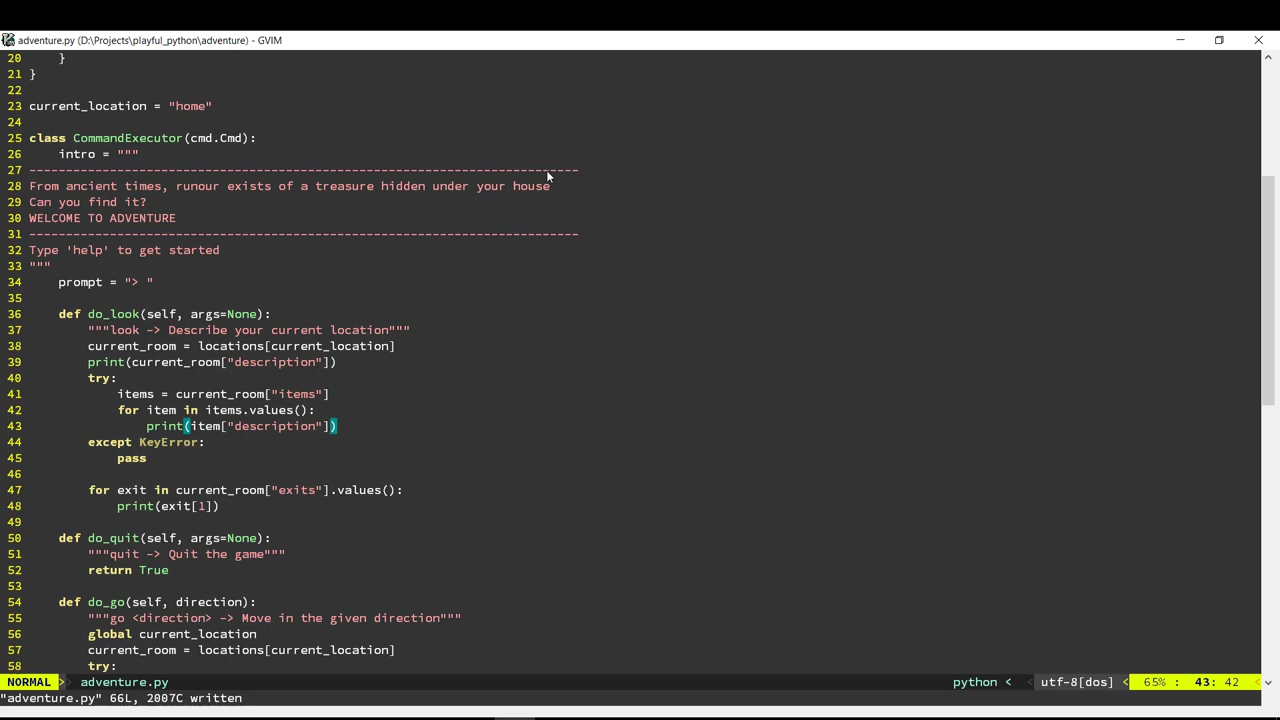 adventure.py (D:\Projects\playful_python\adventure) - GVIM
20         }
21 }
22
23 current_location = "home"
24
25 class CommandExecutor(cmd.Cmd):
26     intro = """
27 ---------------------------------------------------------------------------
28 From ancient times, runour exists of a treasure hidden under your house
29 Can you find it?
30 WELCOME TO ADVENTURE
31 ---------------------------------------------------------------------------
32 Type 'help' to get started
33 """
34     prompt = "> "
35
36     def do_look(self, args=None):
37         """look -> Describe your current location"""
38         current_room = locations[current_location]
39         print(current_room["description"])
40         try:
41             items = current_room["items"]
42             for item in items.values():
43                 print(item["description"])
44         except KeyError:
45             pass
46
47         for exit in current_room["exits"].values():
48             print(exit[1])
49
50     def do_quit(self, args=None):
51         """quit -> Quit the game"""
52         return True
53
54     def do_go(self, direction):
55         """go <direction> -> Move in the given direction"""
56         global current_location
57         current_room = locations[current_location]
58         try:
NORMAL > adventure.py python < utf-8[dos] < 65% : 43: 42 <
"adventure.py" 66L, 2007C written